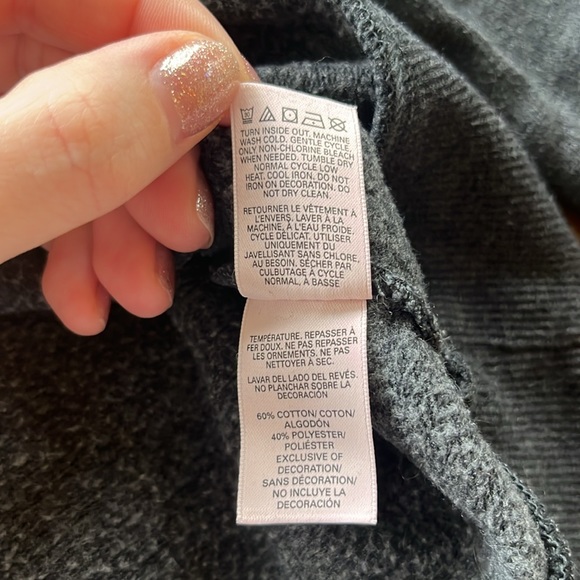 TURN INSIDE OUT. MACHINE
WASH COLD. GENTLE CYCLE.
ONLY NON-CHLORINE BLEACH
WHEN NEEDED. TUMBLE DRY
NORMAL CYCLE LOW
HEAT. COOL IRON. DO NOT
IRON ON DECORATION. DO
NOT DRY CLEAN.
RETOURNER LE VÊTEMENT À
L'ENVERS. LAVER À LA
MACHINE, À L'EAU FROIDE.
CYCLE DÉLICAT. UTILISER
UNIQUEMENT DU
JAVELLISANT SANS CHLORE,
AU BESOIN. SÉCHER PAR
CULBUTAGE À CYCLE
NORMAL, À BASSE
TEMPÉRATURE. REPASSER À
FER DOUX. NE PAS REPASSER
LES ORNEMENTS. NE PAS
NETTOYER À SEC.
LAVAR DEL LADO DEL REVÉS.
NO PLANCHAR SOBRE LA
DECORACIÓN
60% COTTON/ COTON/
ALGODÓN
40% POLYESTER/
POLIÉSTER
EXCLUSIVE OF
DECORATION/
SANS DÉCORATION/
NO INCLUYE LA
DECORACIÓN